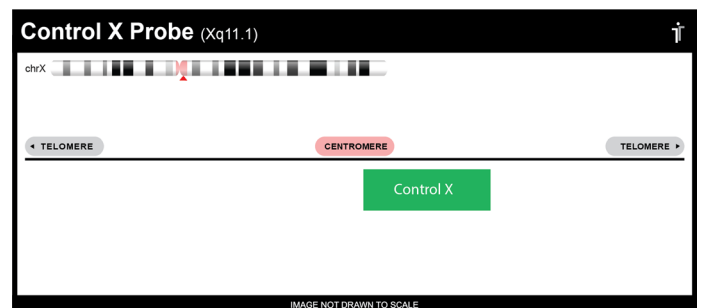 Control X Probe (Xq11.1)
chrX
◂ TELOMERE
CENTROMERE
TELOMERE ▸
Control X
IMAGE NOT DRAWN TO SCALE